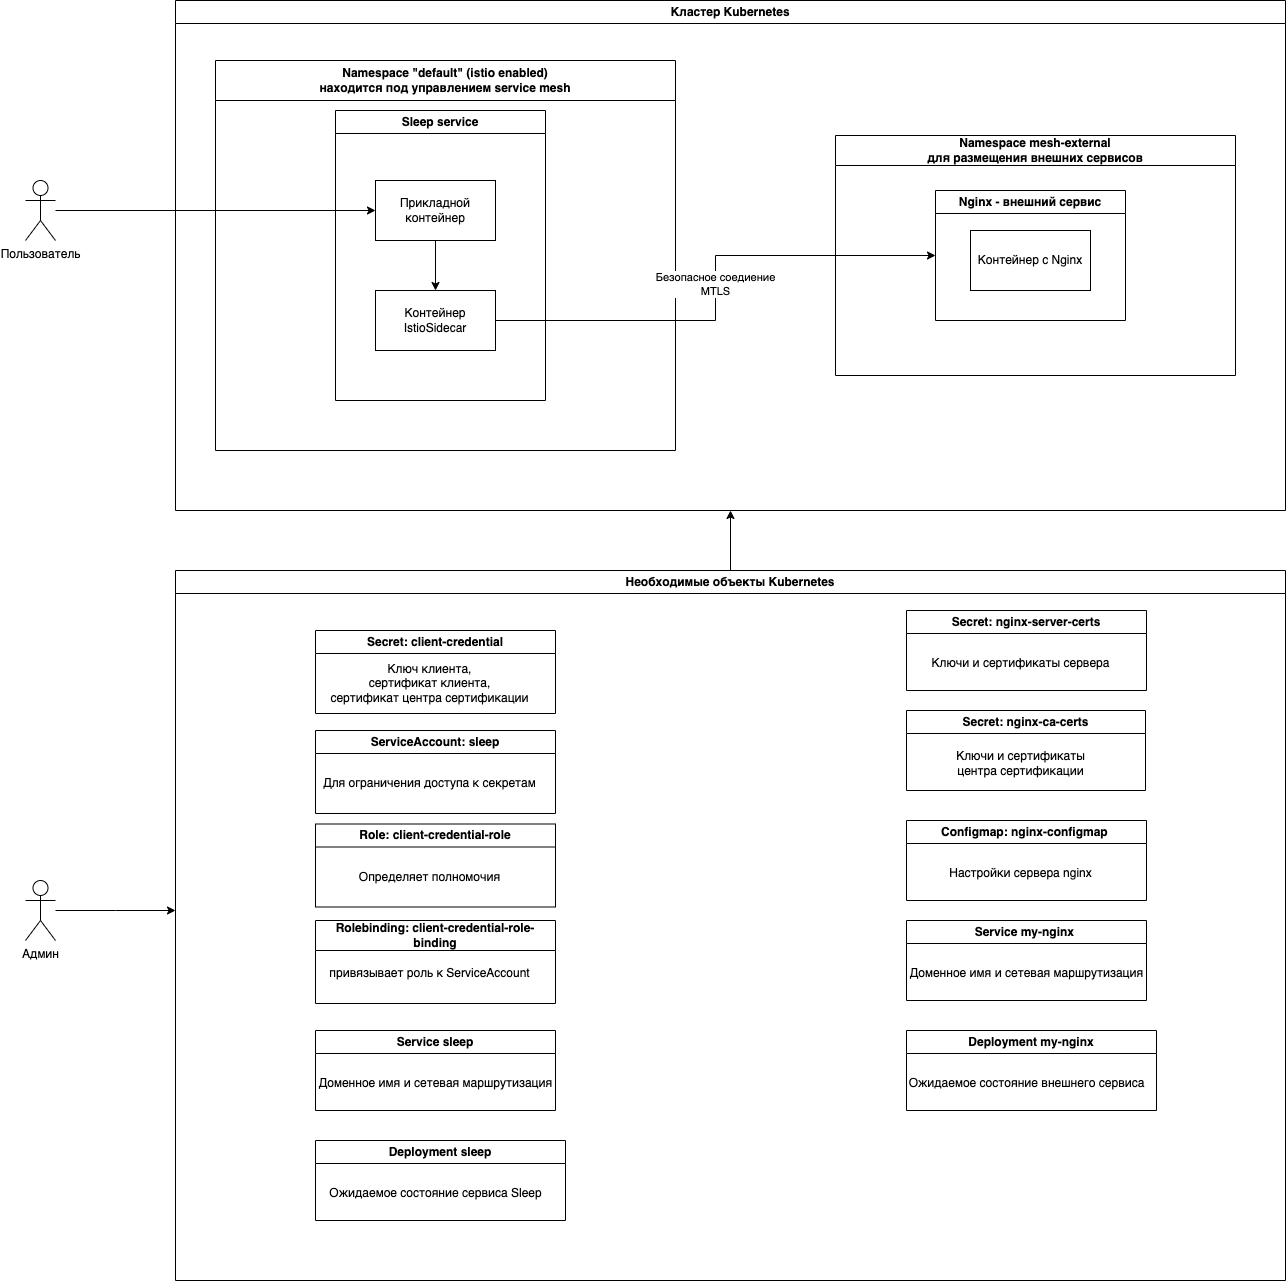 Кластер Kubernetes
Namespace "default" (istio enabled)
находится под управлением service mesh
Sleep service
Прикладной
контейнер
Контейнер
IstioSidecar
Пользователь
Безопасное соедиение
MTLS
Namespace mesh-external
для размещения внешних сервисов
Nginx - внешний сервис
Контейнер с Nginx
Необходимые объекты Kubernetes
Админ
Secret: client-credential
Ключ клиента,
сертификат клиента,
сертификат центра сертификации
ServiceAccount: sleep
Для ограничения доступа к секретам
Role: client-credential-role
Определяет полномочия
Rolebinding: client-credential-role-
binding
привязывает роль к ServiceAccount
Service sleep
Доменное имя и сетевая маршрутизация
Deployment sleep
Ожидаемое состояние сервиса Sleep
Secret: nginx-server-certs
Ключи и сертификаты сервера
Secret: nginx-ca-certs
Ключи и сертификаты
центра сертификации
Configmap: nginx-configmap
Настройки сервера nginx
Service my-nginx
Доменное имя и сетевая маршрутизация
Deployment my-nginx
Ожидаемое состояние внешнего сервиса